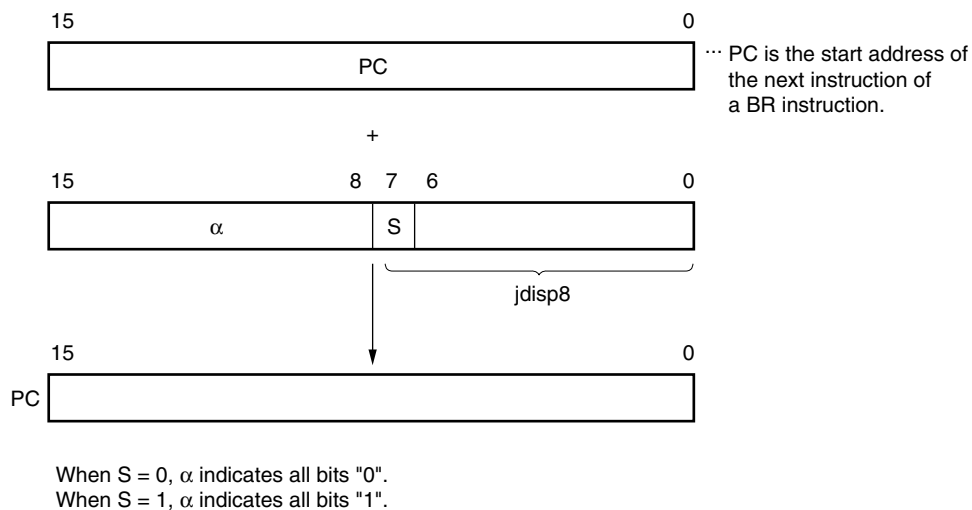 15 0
PC
... PC is the start address of
the next instruction of
a BR instruction.
+
15 8 7 6 0
α S
jdisp8
15 0
PC
When S = 0, α indicates all bits "0".
When S = 1, α indicates all bits "1".